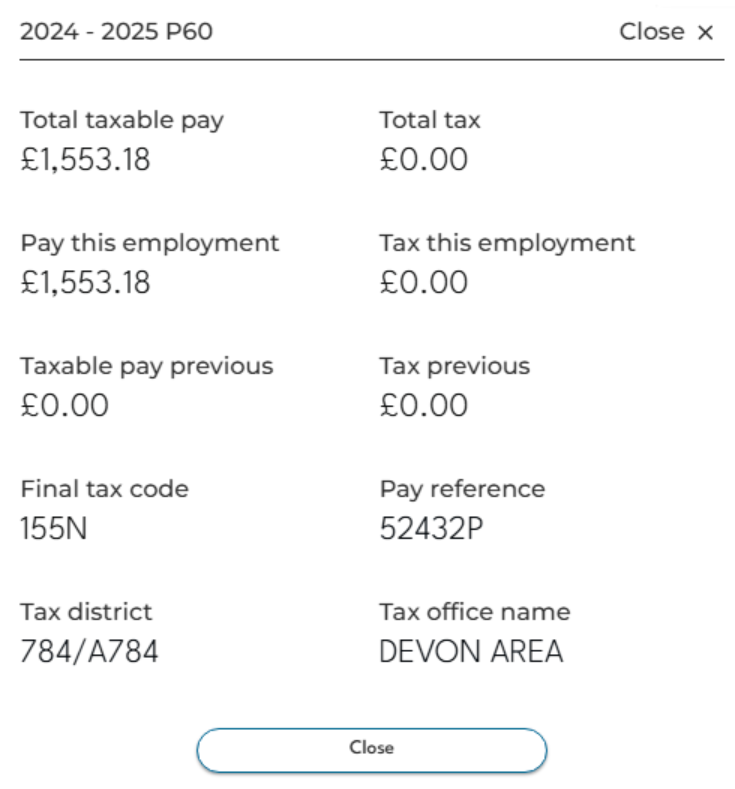 2024 - 2025 P60 Close ×
Total taxable pay Total tax
£1,553.18 £0.00
Pay this employment Tax this employment
£1,553.18 £0.00
Taxable pay previous Tax previous
£0.00 £0.00
Final tax code Pay reference
155N 52432P
Tax district Tax office name
784/A784 DEVON AREA
Close